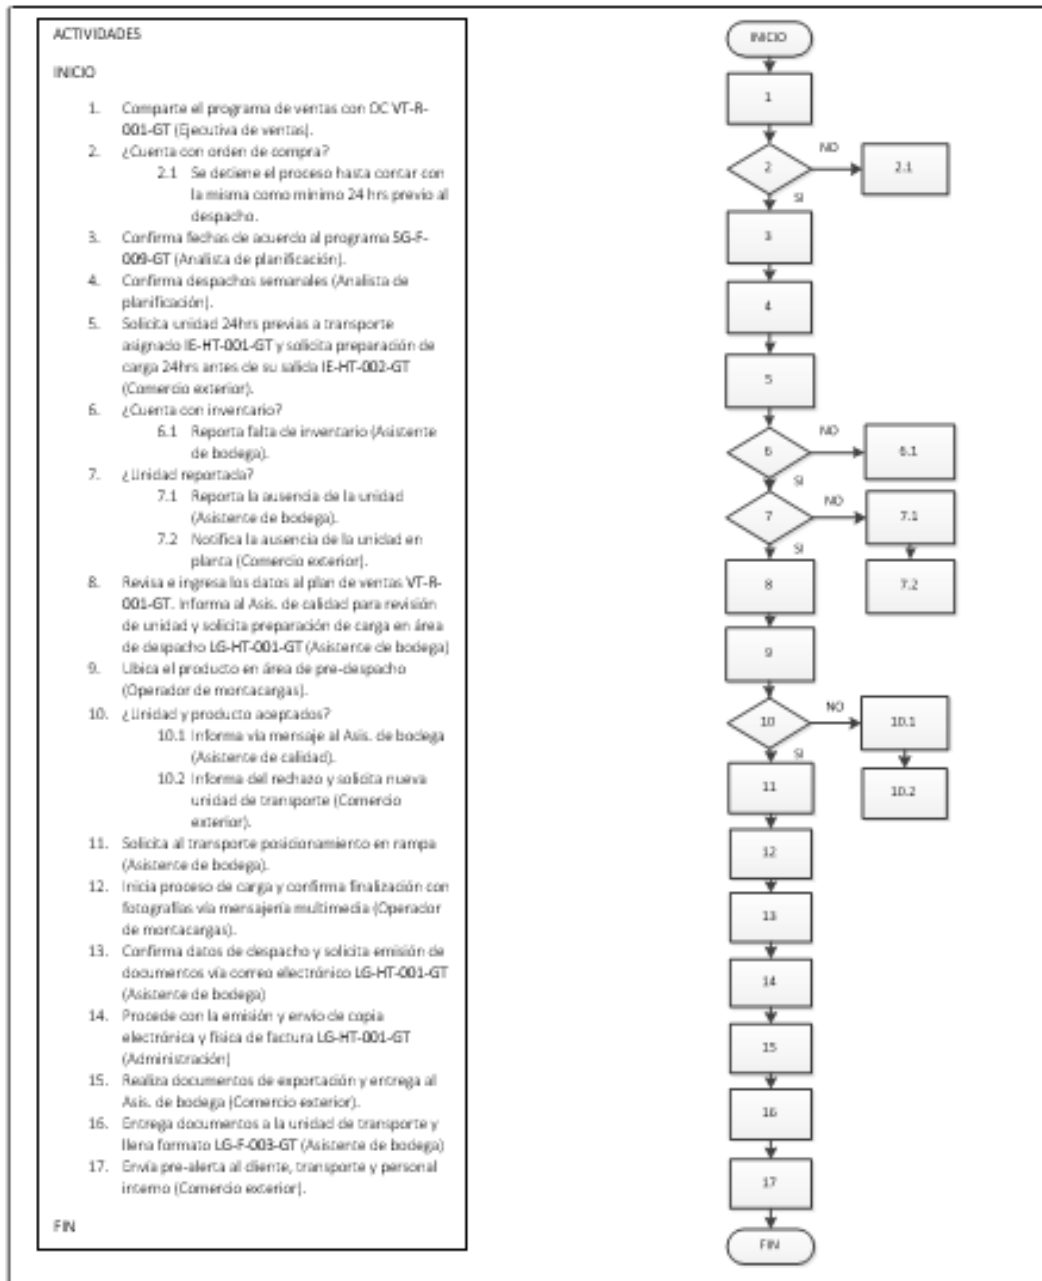 ACTIVIDADES
INICIO
1. Comparte el programa de ventas con OC VT-R-
001-GT (Ejecutiva de ventas).
2. ¿Cuenta con orden de compra?
2.1 Se detiene el proceso hasta contar con
la misma como mínimo 24 hrs previo al
despacho.
3. Confirma fechas de acuerdo al programa SG-F-
009-GT (Analista de planificación).
4. Confirma despachos semanales (Analista de
planificación).
5. Solicita unidad 24hrs previas a transporte
asignado IE-HT-001-GT y solicita preparación de
carga 24hrs antes de su salida IE-HT-002-GT
(Comercio exterior).
6. ¿Cuenta con inventario?
6.1 Reporta falta de inventario (Asistente
de bodega).
7. ¿Unidad reportada?
7.1 Reporta la ausencia de la unidad
(Asistente de bodega).
7.2 Notifica la ausencia de la unidad en
planta (Comercio exterior).
8. Revisa e ingresa los datos al plan de ventas VT-R-
001-GT. Informa al Asis. de calidad para revisión
de unidad y solicita preparación de carga en área
de despacho LG-HT-001-GT (Asistente de bodega)
9. Ubica el producto en área de pre-despacho
(Operador de montacargas).
10. ¿Unidad y producto aceptados?
10.1 Informa vía mensaje al Asis. de bodega
(Asistente de calidad).
10.2 Informa del rechazo y solicita nueva
unidad de transporte (Comercio
exterior).
11. Solicita al transporte posicionamiento en rampa
(Asistente de bodega).
12. Inicia proceso de carga y confirma finalización con
fotografías vía mensajería multimedia (Operador
de montacargas).
13. Confirma datos de despacho y solicita emisión de
documentos vía correo electrónico LG-HT-001-GT
(Asistente de bodega)
14. Procede con la emisión y envío de copia
electrónica y física de factura LG-HT-001-GT
(Administración)
15. Realiza documentos de exportación y entrega al
Asis. de bodega (Comercio exterior).
16. Entrega documentos a la unidad de transporte y
llena formato LG-F-003-GT (Asistente de bodega)
17. Envía pre-alerta al cliente, transporte y personal
interno (Comercio exterior).
FIN
INICIO
1
2
NO
2.1
SI
3
4
5
6
NO
6.1
SI
7
NO
7.1
SI
8
7.2
9
10
NO
10.1
SI
11
10.2
12
13
14
15
16
17
FIN